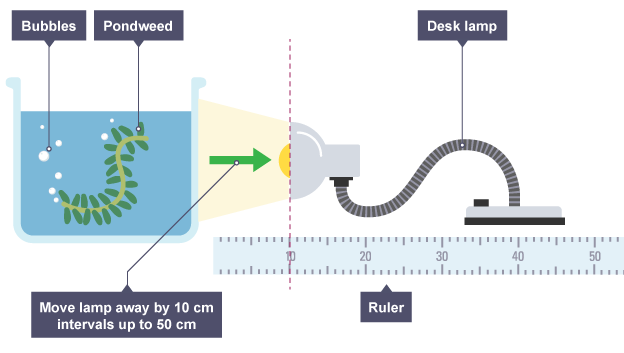 Bubbles
Pondweed
Desk lamp
10 20 30 40 50
Move lamp away by 10 cm
intervals up to 50 cm
Ruler